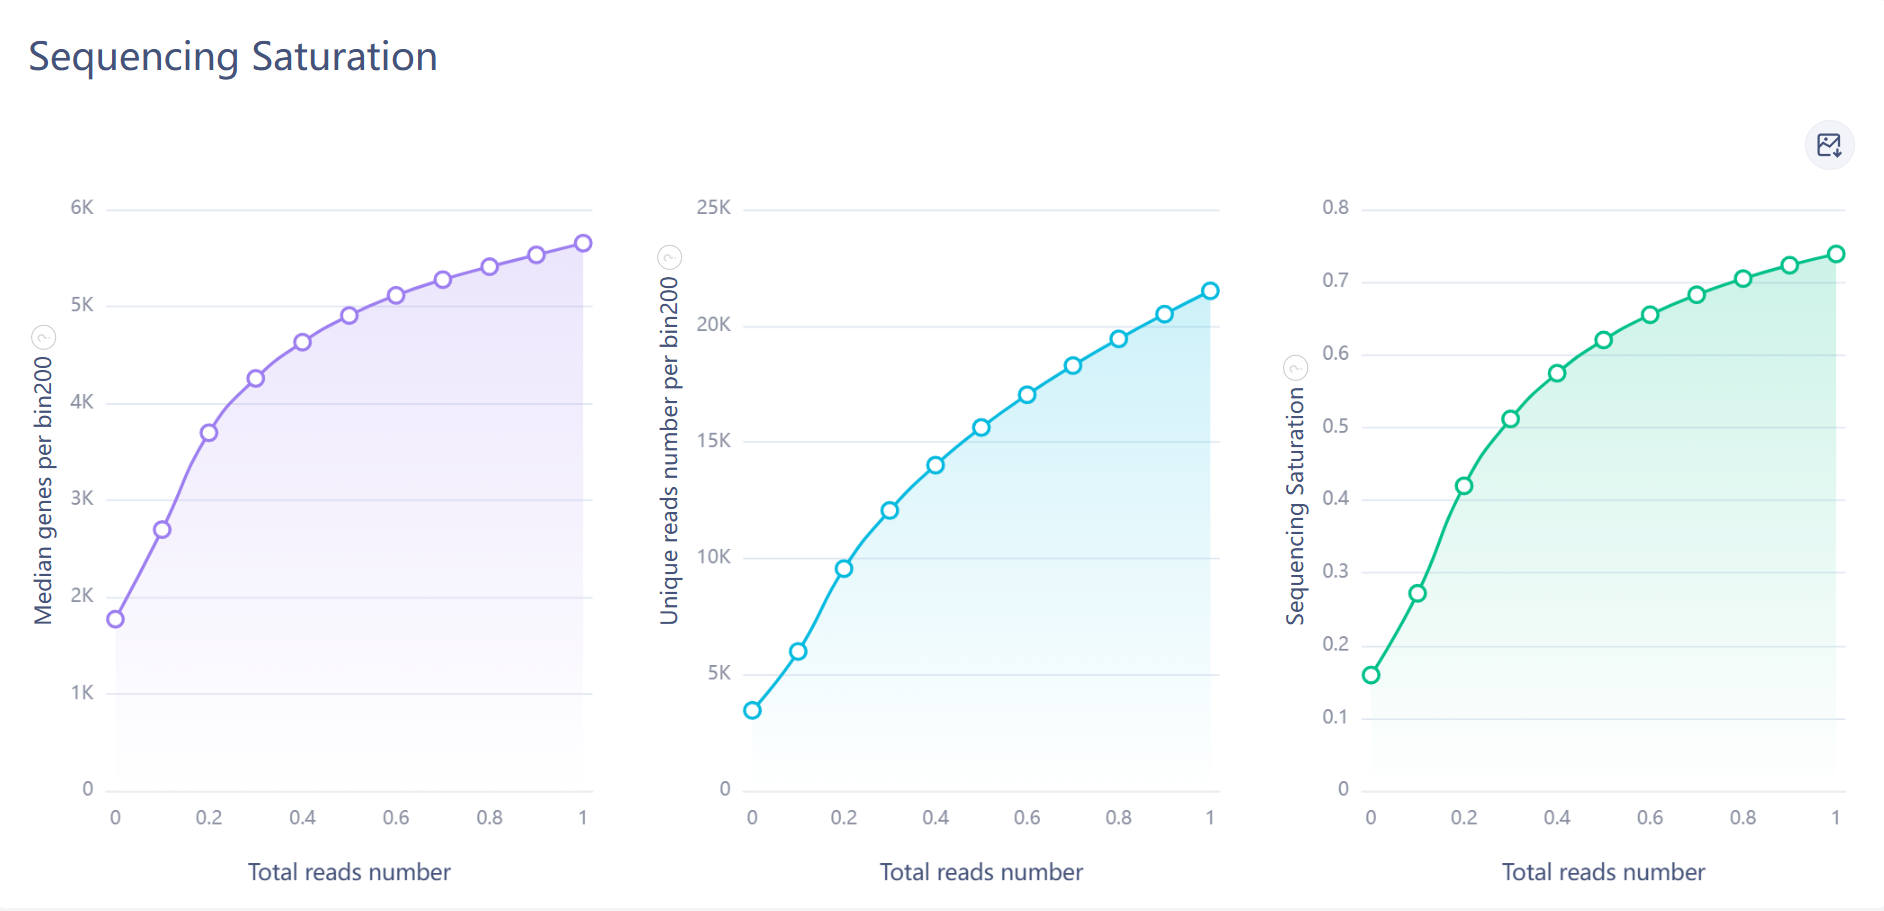 Sequencing Saturation
Median genes per bin200 ?
6K
5K
4K
3K
2K
1K
0
0 0.2 0.4 0.6 0.8 1
Total reads number
Unique reads number per bin200 ?
25K
20K
15K
10K
5K
0
0 0.2 0.4 0.6 0.8 1
Total reads number
Sequencing Saturation ?
0.8
0.7
0.6
0.5
0.4
0.3
0.2
0.1
0
0 0.2 0.4 0.6 0.8 1
Total reads number